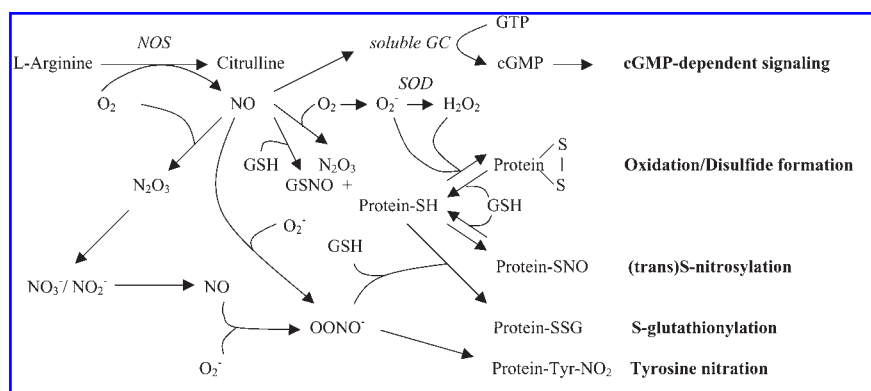 GTP
NOS
soluble GC
L-Arginine Citrulline cGMP cGMP-dependent signaling
SOD
O₂ NO O₂ O₂⁻ H₂O₂
S
GSH N₂O₃ Protein Oxidation/Disulfide formation
N₂O₃ GSNO + S
Protein-SH GSH
O₂⁻
GSH
Protein-SNO (trans)S-nitrosylation
NO₃⁻/ NO₂⁻ NO
OONO⁻ Protein-SSG S-glutathionylation
O₂⁻ Protein-Tyr-NO₂ Tyrosine nitration